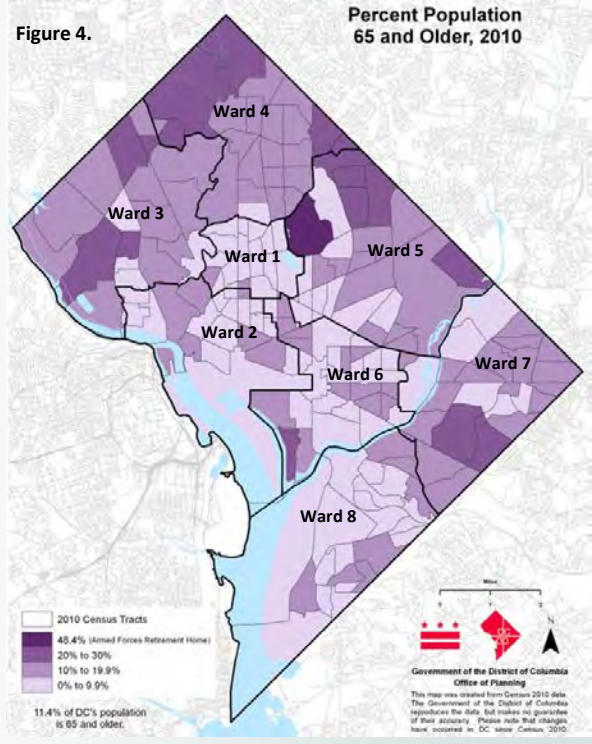 Figure 4.
Percent Population
65 and Older, 2010
Ward 4
Ward 3
Ward 1
Ward 5
Ward 2
Ward 6
Ward 7
Ward 8
2010 Census Tracts
48.4% (Armed Forces Retirement Home)
20% to 30%
10% to 19.9%
0% to 9.9%
11.4% of DC's population
is 65 and older.
Miles
0 1 2
N
Government of the District of Columbia
Office of Planning
This map was created from Census 2010 data.
The Government of the District of Columbia
reproduces the data, but makes no guarantee
of their accuracy. Please note that changes
have occurred in DC since Census 2010.